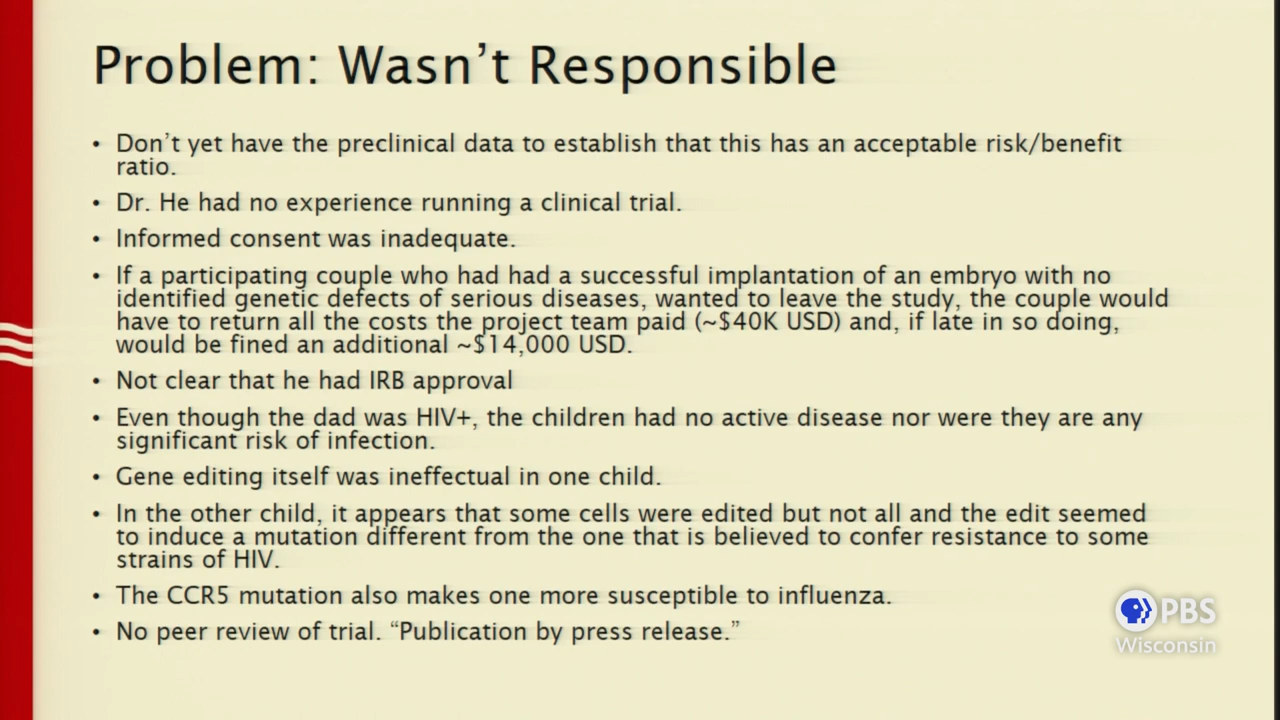 Problem: Wasn’t Responsible
• Don’t yet have the preclinical data to establish that this has an acceptable risk/benefit
ratio.
• Dr. He had no experience running a clinical trial.
• Informed consent was inadequate.
• If a participating couple who had had a successful implantation of an embryo with no
identified genetic defects of serious diseases, wanted to leave the study, the couple would
have to return all the costs the project team paid (~$40K USD) and, if late in so doing,
would be fined an additional ~$14,000 USD.
• Not clear that he had IRB approval
• Even though the dad was HIV+, the children had no active disease nor were they are any
significant risk of infection.
• Gene editing itself was ineffectual in one child.
• In the other child, it appears that some cells were edited but not all and the edit seemed
to induce a mutation different from the one that is believed to confer resistance to some
strains of HIV.
• The CCR5 mutation also makes one more susceptible to influenza.
• No peer review of trial. “Publication by press release.”
PBS
Wisconsin